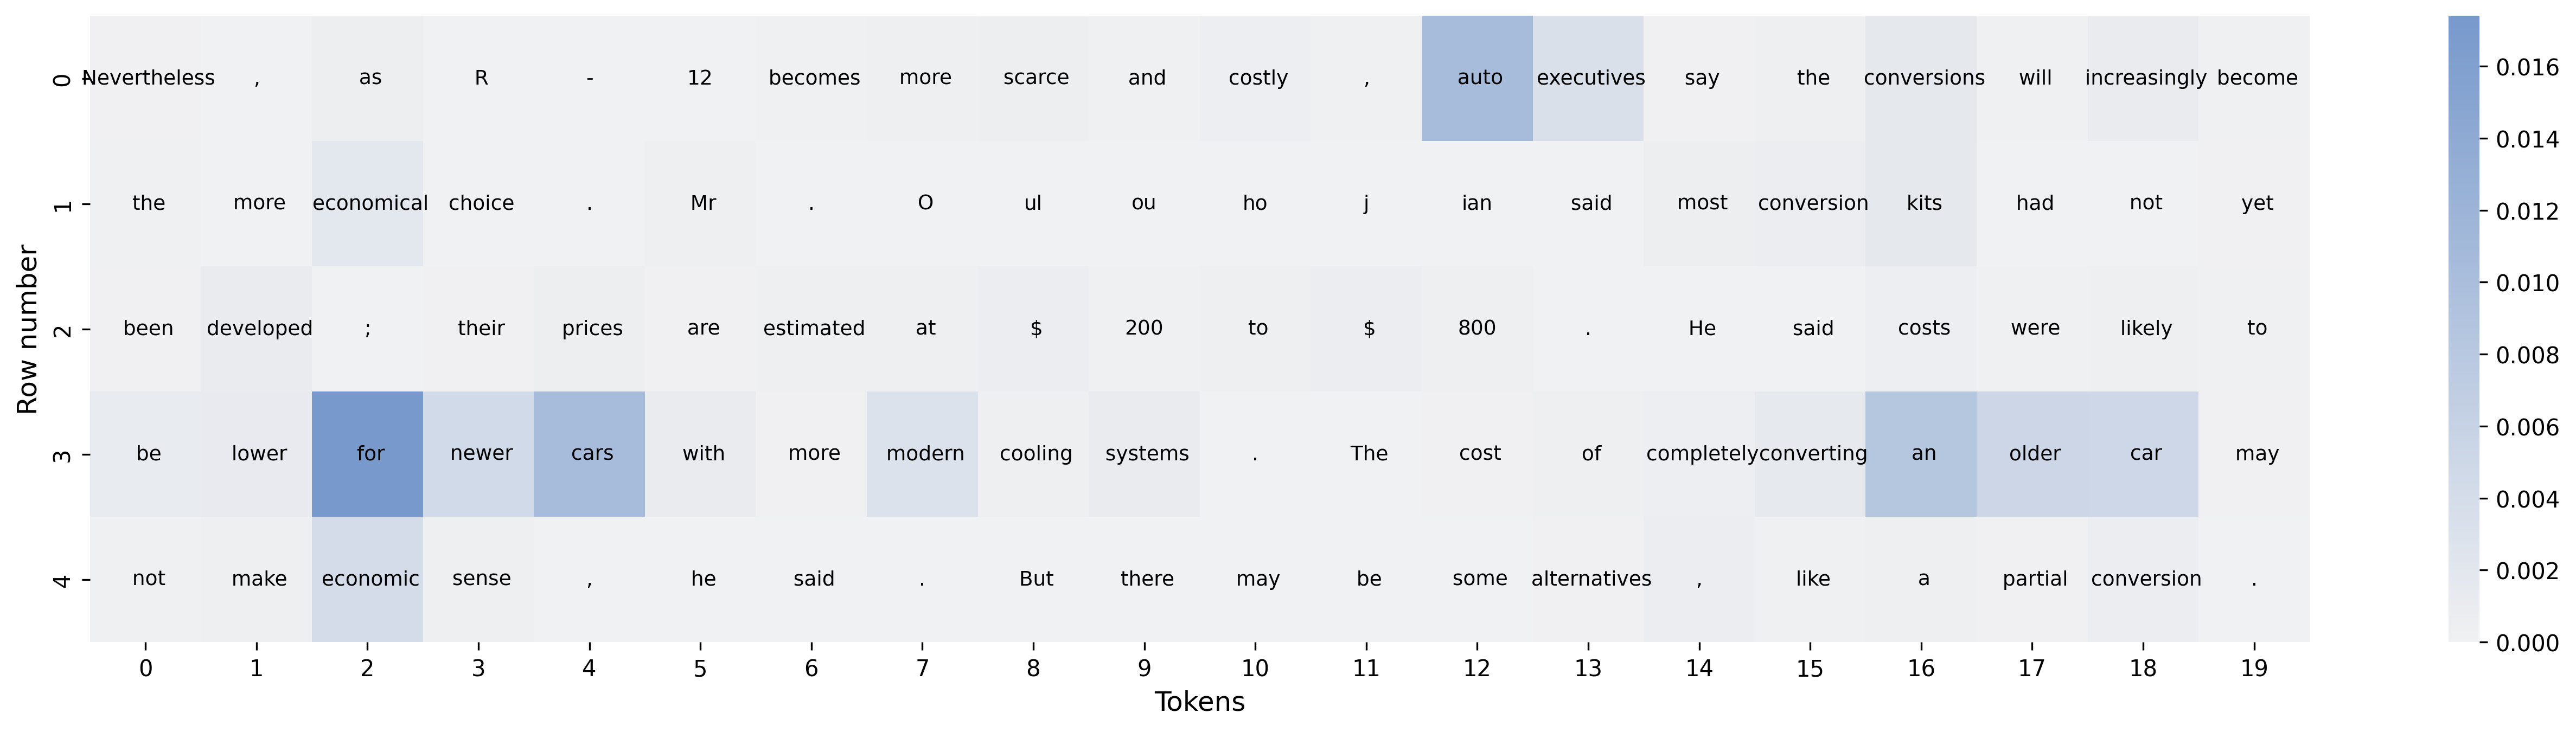 Nevertheless , as R - 12 becomes more scarce and costly , auto executives say the conversions will increasingly become
the more economical choice . Mr . O ul ou ho j ian said most conversion kits had not yet
been developed ; their prices are estimated at $ 200 to $ 800 . He said costs were likely to
be lower for newer cars with more modern cooling systems . The cost of completely converting an older car may
not make economic sense , he said . But there may be some alternatives , like a partial conversion .
0 1 2 3 4
Row number
0 1 2 3 4 5 6 7 8 9 10 11 12 13 14 15 16 17 18 19
Tokens
0.016
0.014
0.012
0.010
0.008
0.006
0.004
0.002
0.000